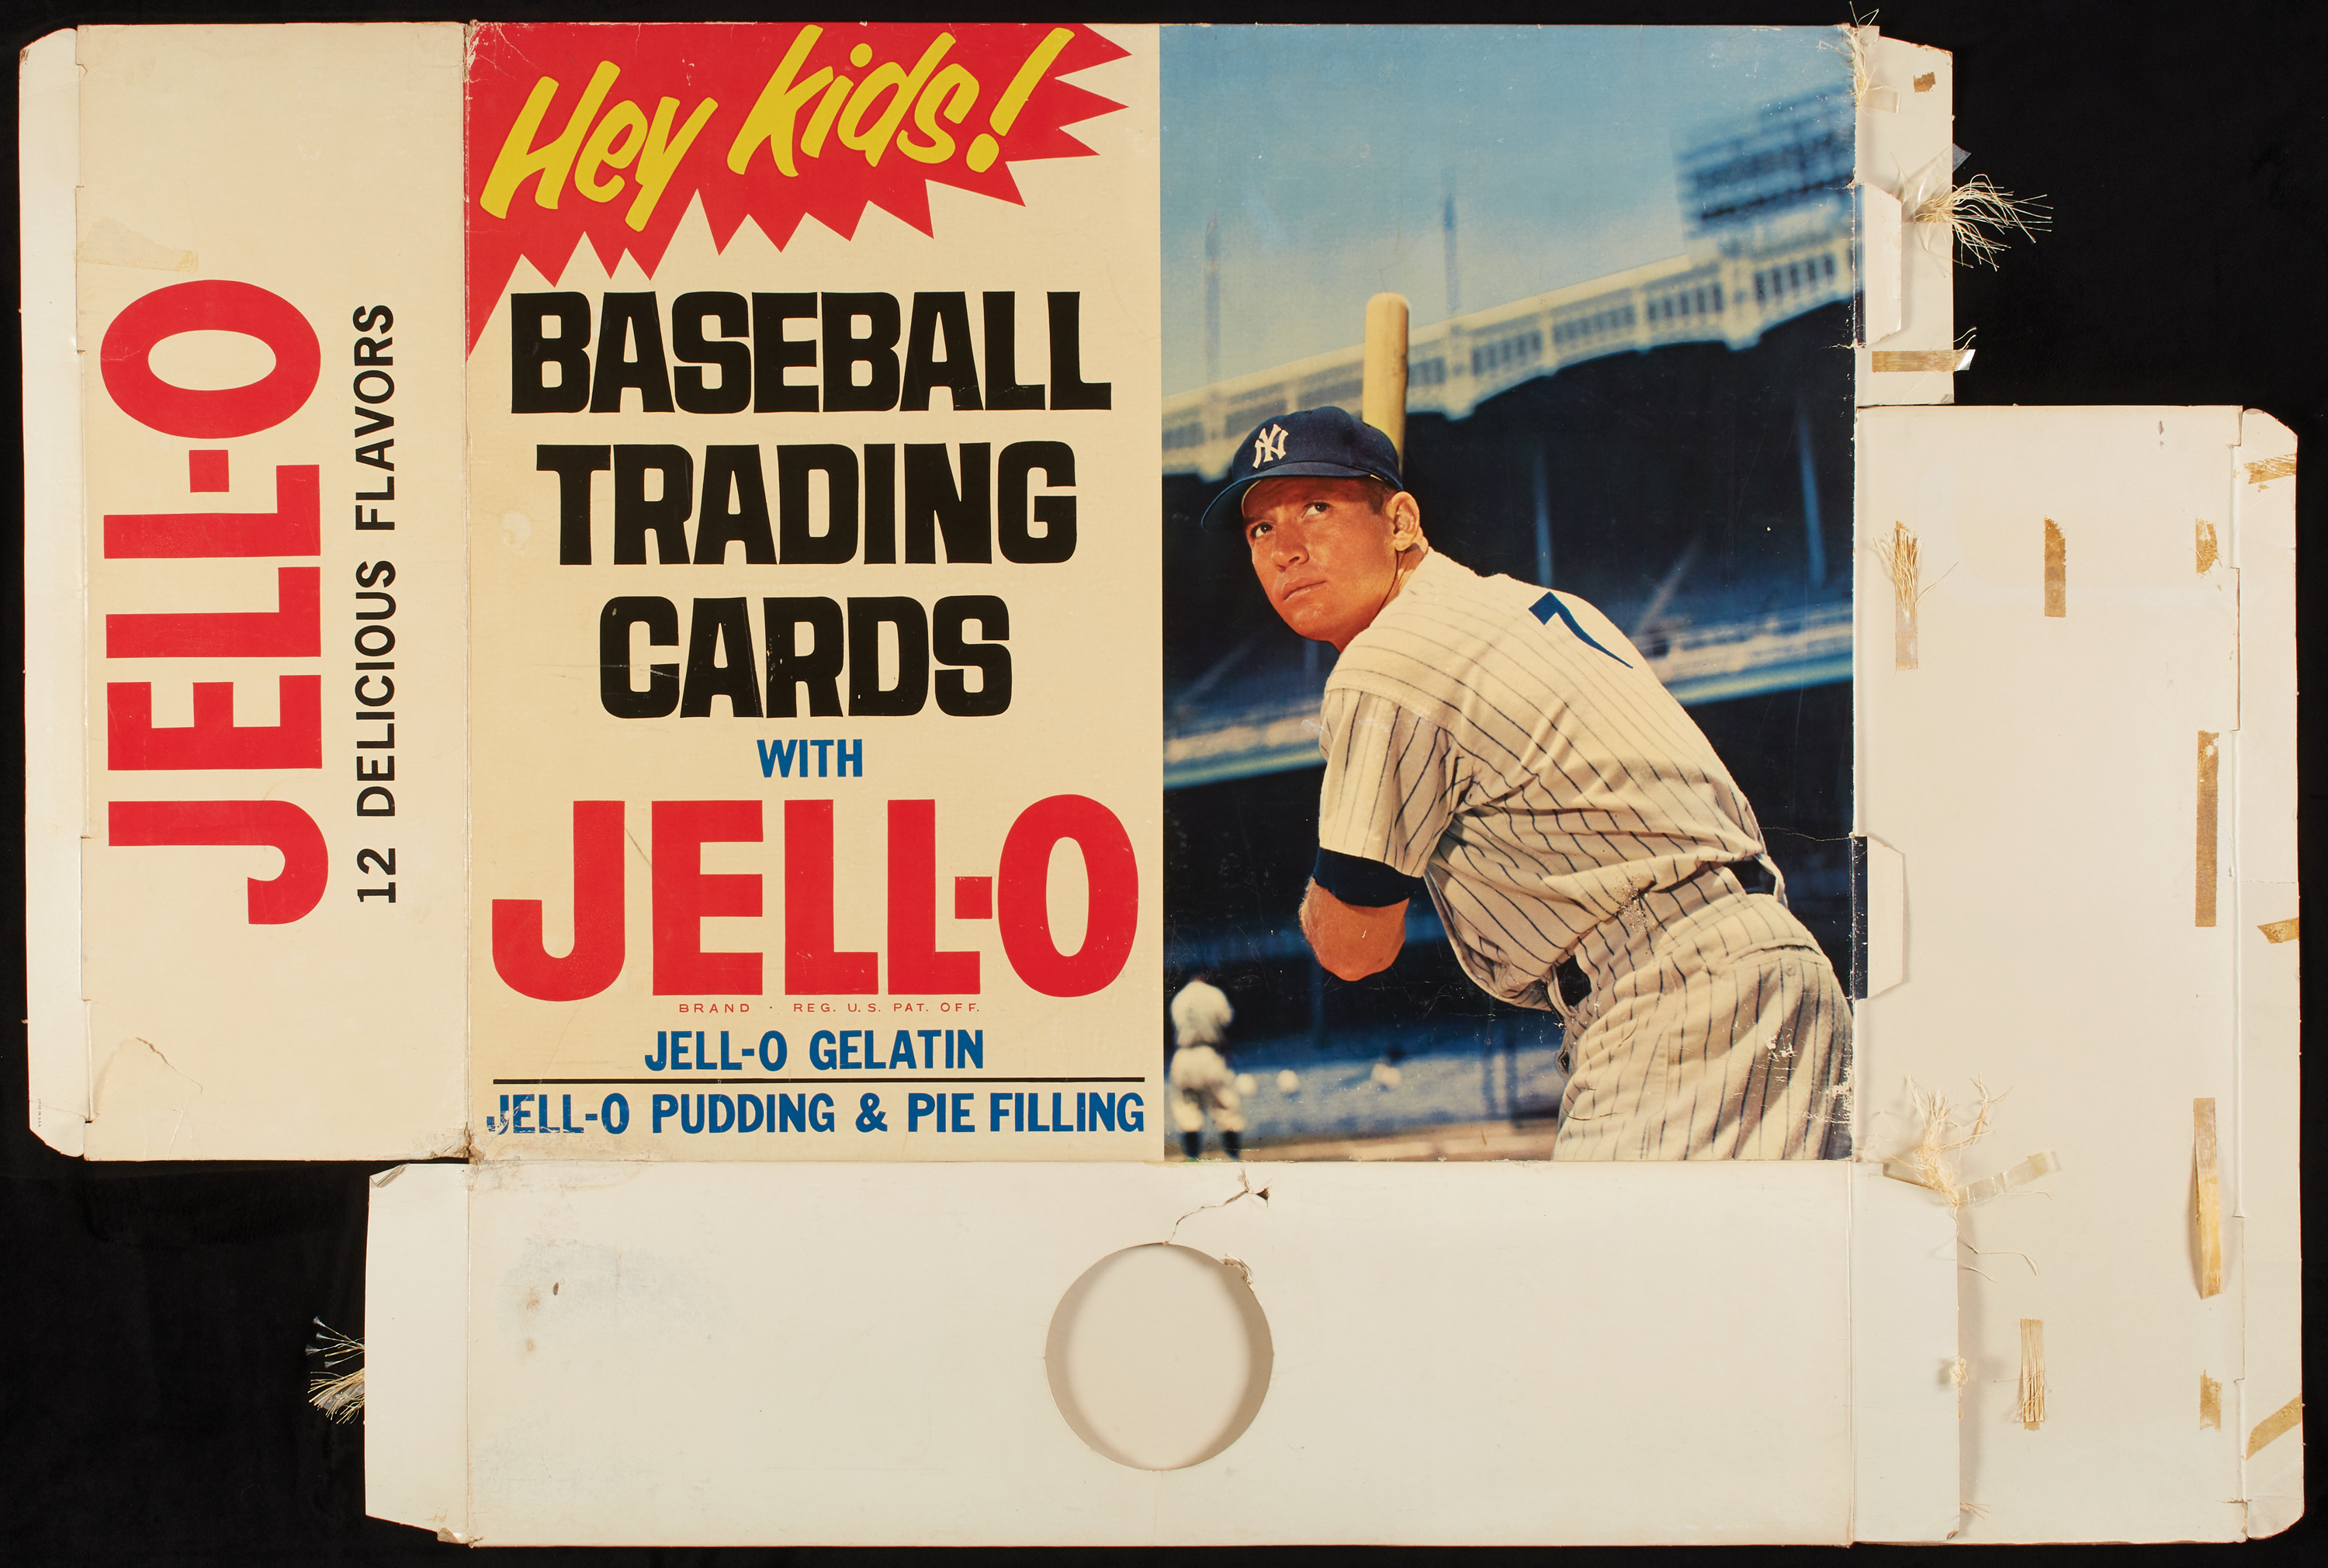 JELL-O
12 DELICIOUS FLAVORS
Hey kids!
BASEBALL
TRADING
CARDS
WITH
JELL-O
BRAND · REG. U.S. PAT. OFF.
JELL-O GELATIN
JELL-O PUDDING & PIE FILLING
NY
7